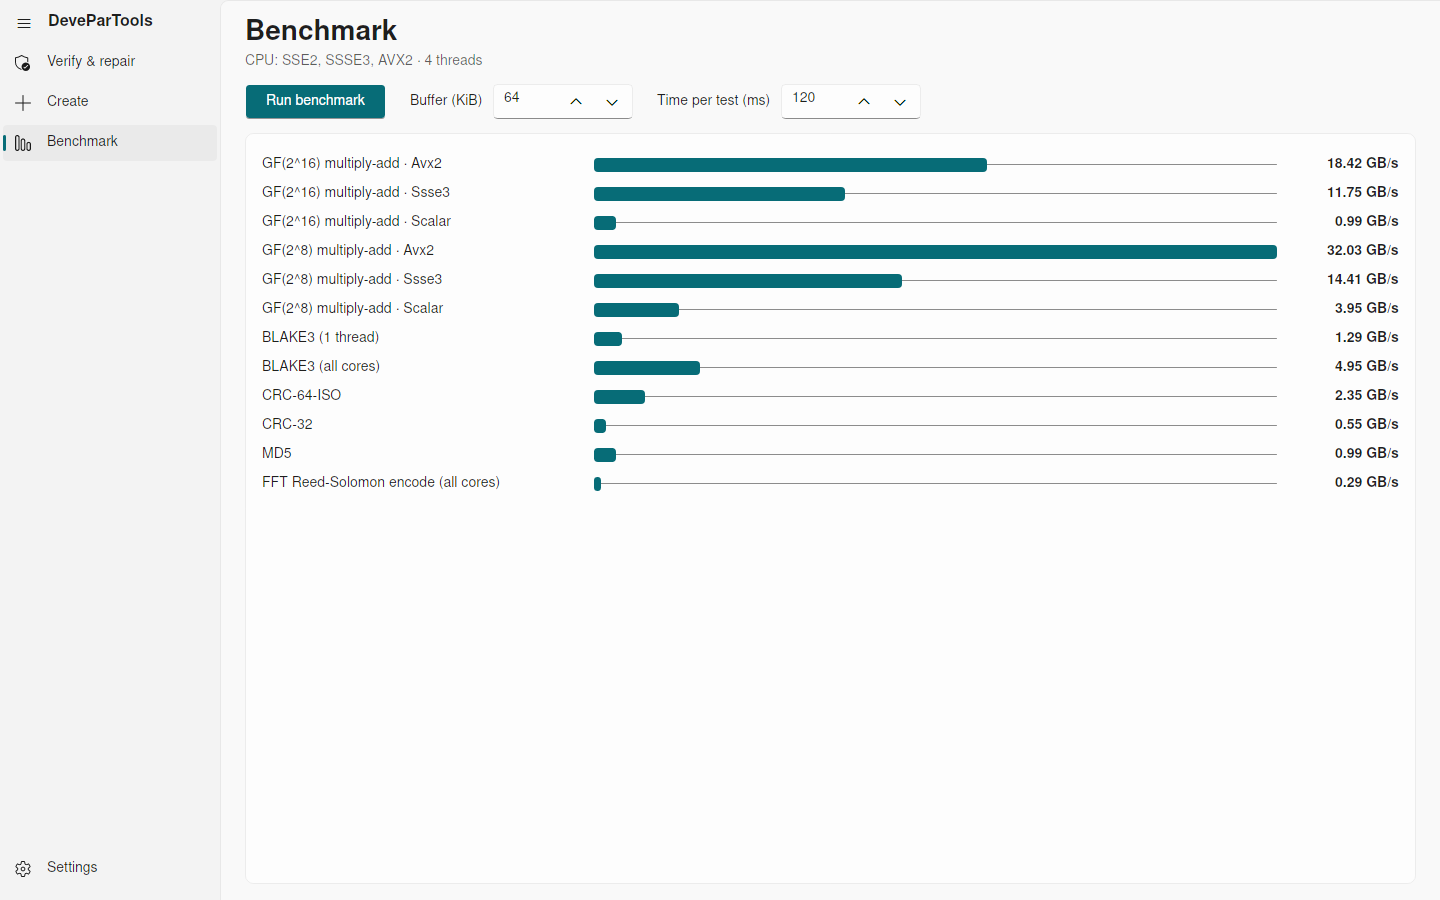 DeveParTools
Verify & repair
Create
Benchmark
Settings
Benchmark
CPU: SSE2, SSSE3, AVX2 · 4 threads
Run benchmark Buffer (KiB) 64 Time per test (ms) 120
GF(2^16) multiply-add · Avx2 18.42 GB/s
GF(2^16) multiply-add · Ssse3 11.75 GB/s
GF(2^16) multiply-add · Scalar 0.99 GB/s
GF(2^8) multiply-add · Avx2 32.03 GB/s
GF(2^8) multiply-add · Ssse3 14.41 GB/s
GF(2^8) multiply-add · Scalar 3.95 GB/s
BLAKE3 (1 thread) 1.29 GB/s
BLAKE3 (all cores) 4.95 GB/s
CRC-64-ISO 2.35 GB/s
CRC-32 0.55 GB/s
MD5 0.99 GB/s
FFT Reed-Solomon encode (all cores) 0.29 GB/s